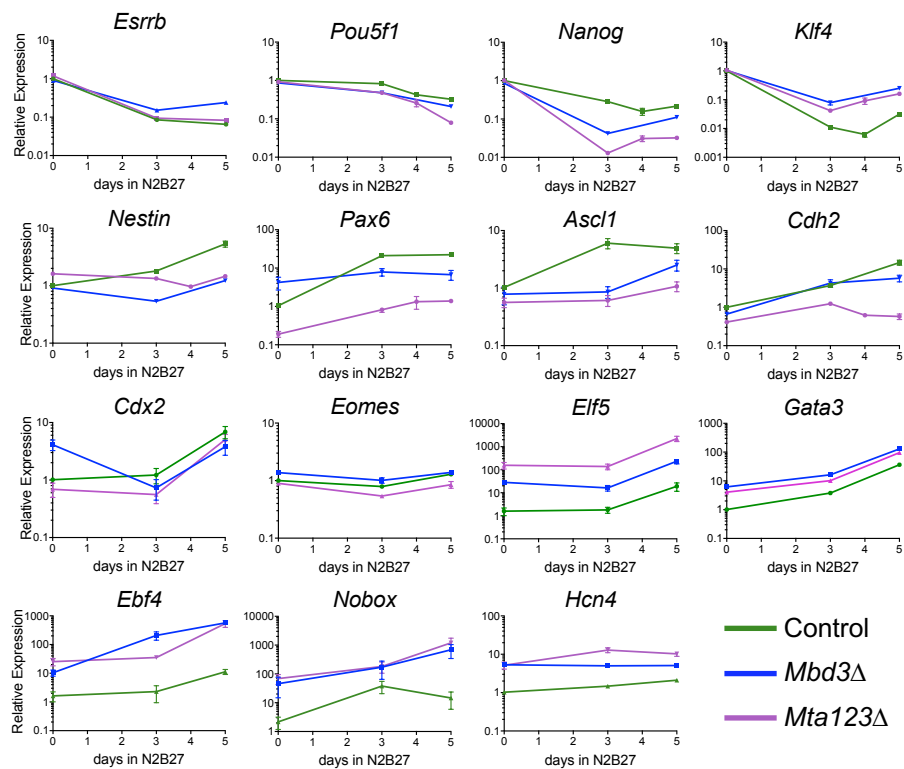 Esrrb Pou5f1 Nanog Klf4
Relative Expression
10 1 0.1 0.01
10 1 0.1 0.01
10 1 0.1 0.01
10 1 0.1 0.01 0.001
0 1 2 3 4 5 0 1 2 3 4 5 0 1 2 3 4 5 0 1 2 3 4 5
days in N2B27 days in N2B27 days in N2B27 days in N2B27
Nestin Pax6 Ascl1 Cdh2
Relative Expression
10 1 0.1
100 10 1 0.1
10 1 0.1
100 10 1 0.1
0 1 2 3 4 5 0 1 2 3 4 5 0 1 2 3 4 5 0 1 2 3 4 5
days in N2B27 days in N2B27 days in N2B27 days in N2B27
Cdx2 Eomes Elf5 Gata3
Relative Expression
10 1 0.1
10 1 0.1
10000 1000 100 10 1 0.1
1000 100 10 1 0.1
0 1 2 3 4 5 0 1 2 3 4 5 0 1 2 3 4 5 0 1 2 3 4 5
days in N2B27 days in N2B27 days in N2B27 days in N2B27
Ebf4 Nobox Hcn4
Relative Expression
1000 100 10 1 0.1
10000 1000 100 10 1
100 10 1 0.1
0 1 2 3 4 5 0 1 2 3 4 5 0 1 2 3 4 5
days in N2B27 days in N2B27 days in N2B27
Control
Mbd3Δ
Mta123Δ